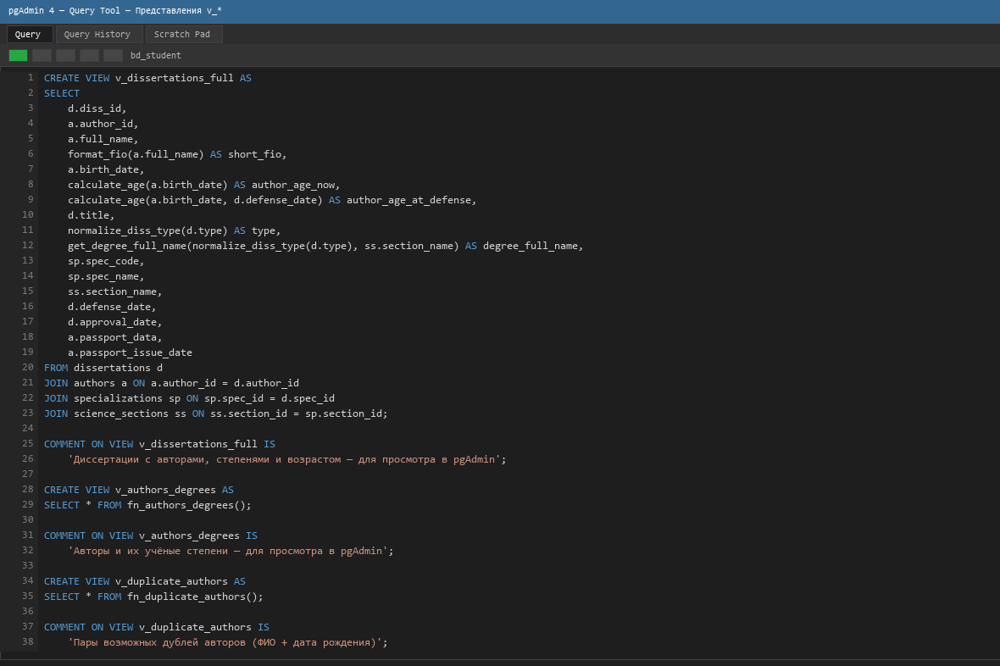 pgAdmin 4 — Query Tool — Представления v_*
Query Query History Scratch Pad
bd_student
1 CREATE VIEW v_dissertations_full AS
2 SELECT
3 d.diss_id,
4 a.author_id,
5 a.full_name,
6 format_fio(a.full_name) AS short_fio,
7 a.birth_date,
8 calculate_age(a.birth_date) AS author_age_now,
9 calculate_age(a.birth_date, d.defense_date) AS author_age_at_defense,
10 d.title,
11 normalize_diss_type(d.type) AS type,
12 get_degree_full_name(normalize_diss_type(d.type), ss.section_name) AS degree_full_name,
13 sp.spec_code,
14 sp.spec_name,
15 ss.section_name,
16 d.defense_date,
17 d.approval_date,
18 a.passport_data,
19 a.passport_issue_date
20 FROM dissertations d
21 JOIN authors a ON a.author_id = d.author_id
22 JOIN specializations sp ON sp.spec_id = d.spec_id
23 JOIN science_sections ss ON ss.section_id = sp.section_id;
24
25 COMMENT ON VIEW v_dissertations_full IS
26 'Диссертации с авторами, степенями и возрастом — для просмотра в pgAdmin';
27
28 CREATE VIEW v_authors_degrees AS
29 SELECT * FROM fn_authors_degrees();
30
31 COMMENT ON VIEW v_authors_degrees IS
32 'Авторы и их учёные степени — для просмотра в pgAdmin';
33
34 CREATE VIEW v_duplicate_authors AS
35 SELECT * FROM fn_duplicate_authors();
36
37 COMMENT ON VIEW v_duplicate_authors IS
38 'Пары возможных дублей авторов (ФИО + дата рождения)';